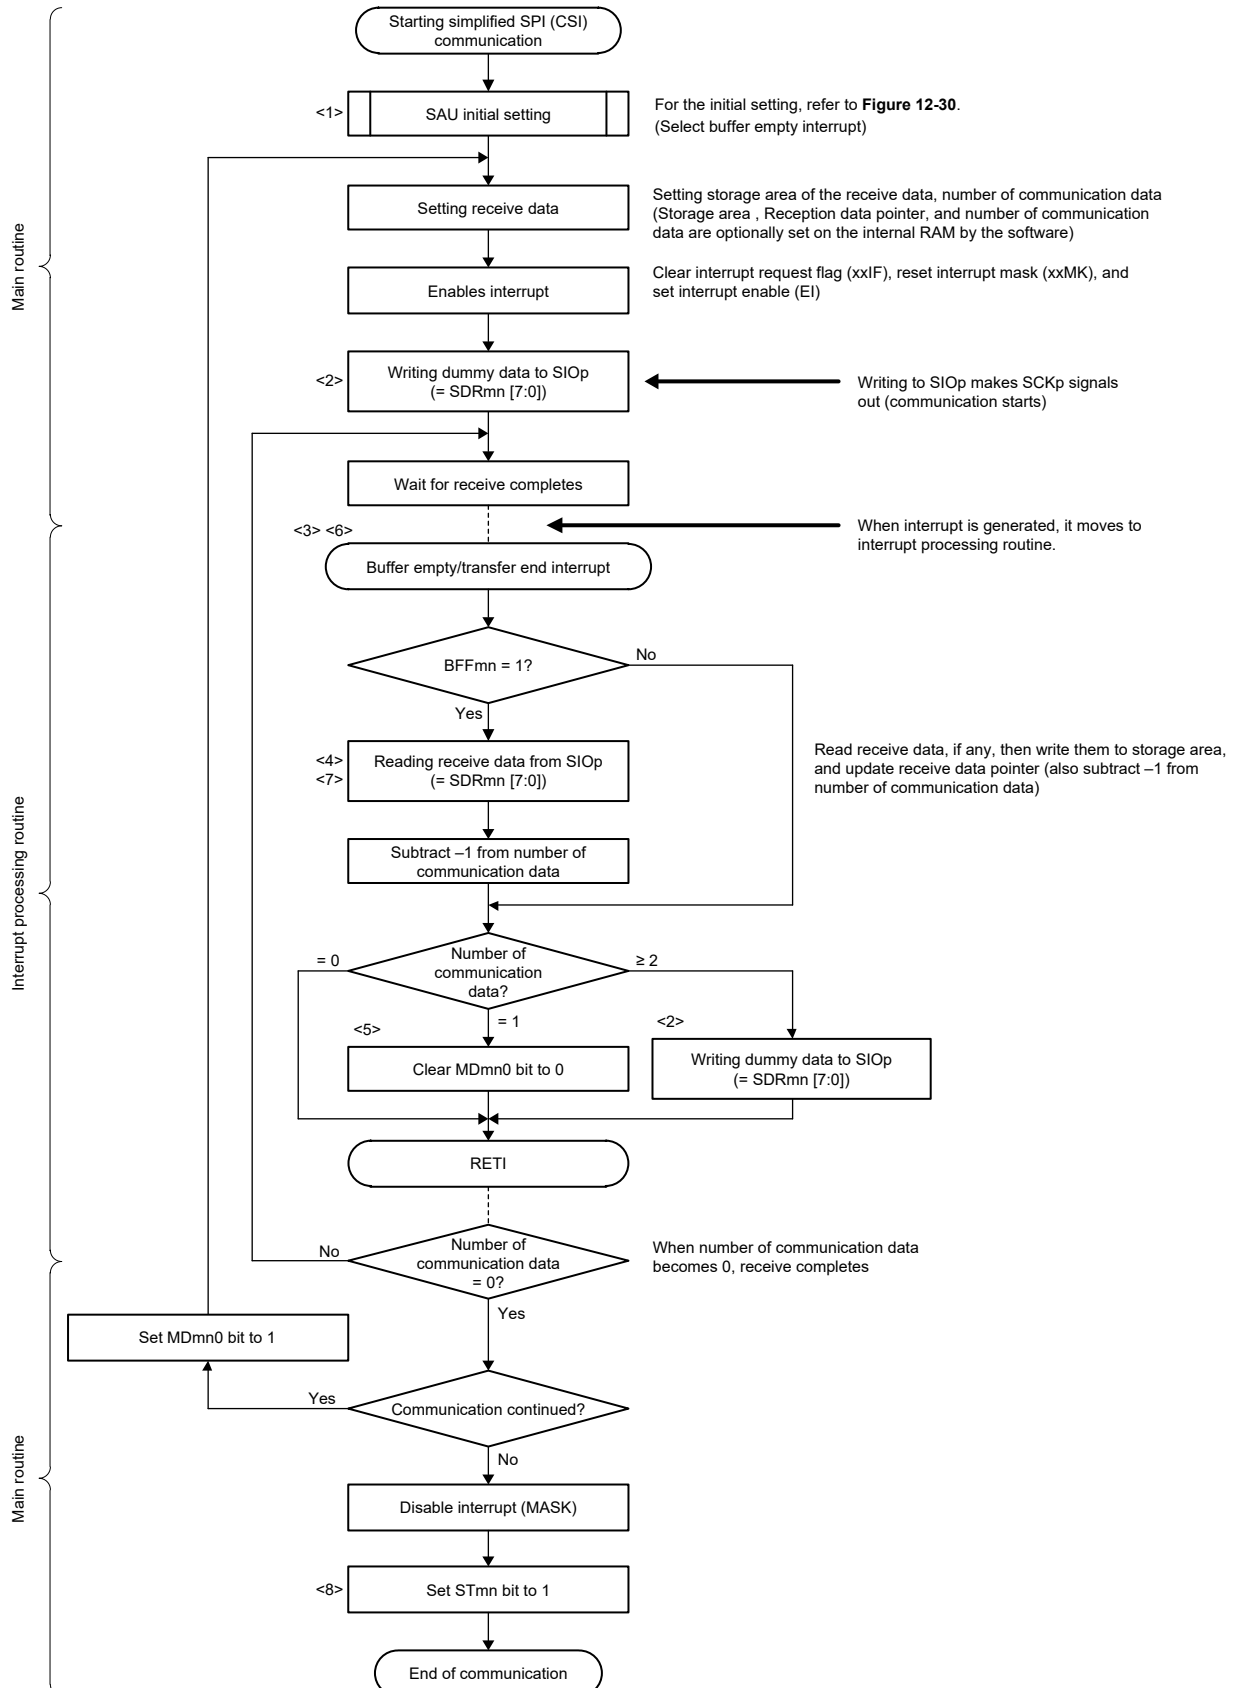 Starting simplified SPI (CSI)
communication
<1>
SAU initial setting
For the initial setting, refer to Figure 12-30.
(Select buffer empty interrupt)
Setting receive data
Setting storage area of the receive data, number of communication data
(Storage area , Reception data pointer, and number of communication
data are optionally set on the internal RAM by the software)
Main routine
Enables interrupt
Clear interrupt request flag (xxIF), reset interrupt mask (xxMK), and
set interrupt enable (EI)
<2>
Writing dummy data to SIOp
(= SDRmn [7:0])
Writing to SIOp makes SCKp signals
out (communication starts)
Wait for receive completes
<3> <6>
When interrupt is generated, it moves to
interrupt processing routine.
Buffer empty/transfer end interrupt
BFFmn = 1?
No
Yes
<4>
<7>
Reading receive data from SIOp
(= SDRmn [7:0])
Read receive data, if any, then write them to storage area,
and update receive data pointer (also subtract –1 from
number of communication data)
Subtract –1 from number of
communication data
Interrupt processing routine
Number of
communication
data?
= 0
≥ 2
= 1
<5>
Clear MDmn0 bit to 0
<2>
Writing dummy data to SIOp
(= SDRmn [7:0])
RETI
Number of
communication data
= 0?
No
When number of communication data
becomes 0, receive completes
Yes
Set MDmn0 bit to 1
Communication continued?
Yes
No
Main routine
Disable interrupt (MASK)
<8>
Set STmn bit to 1
End of communication